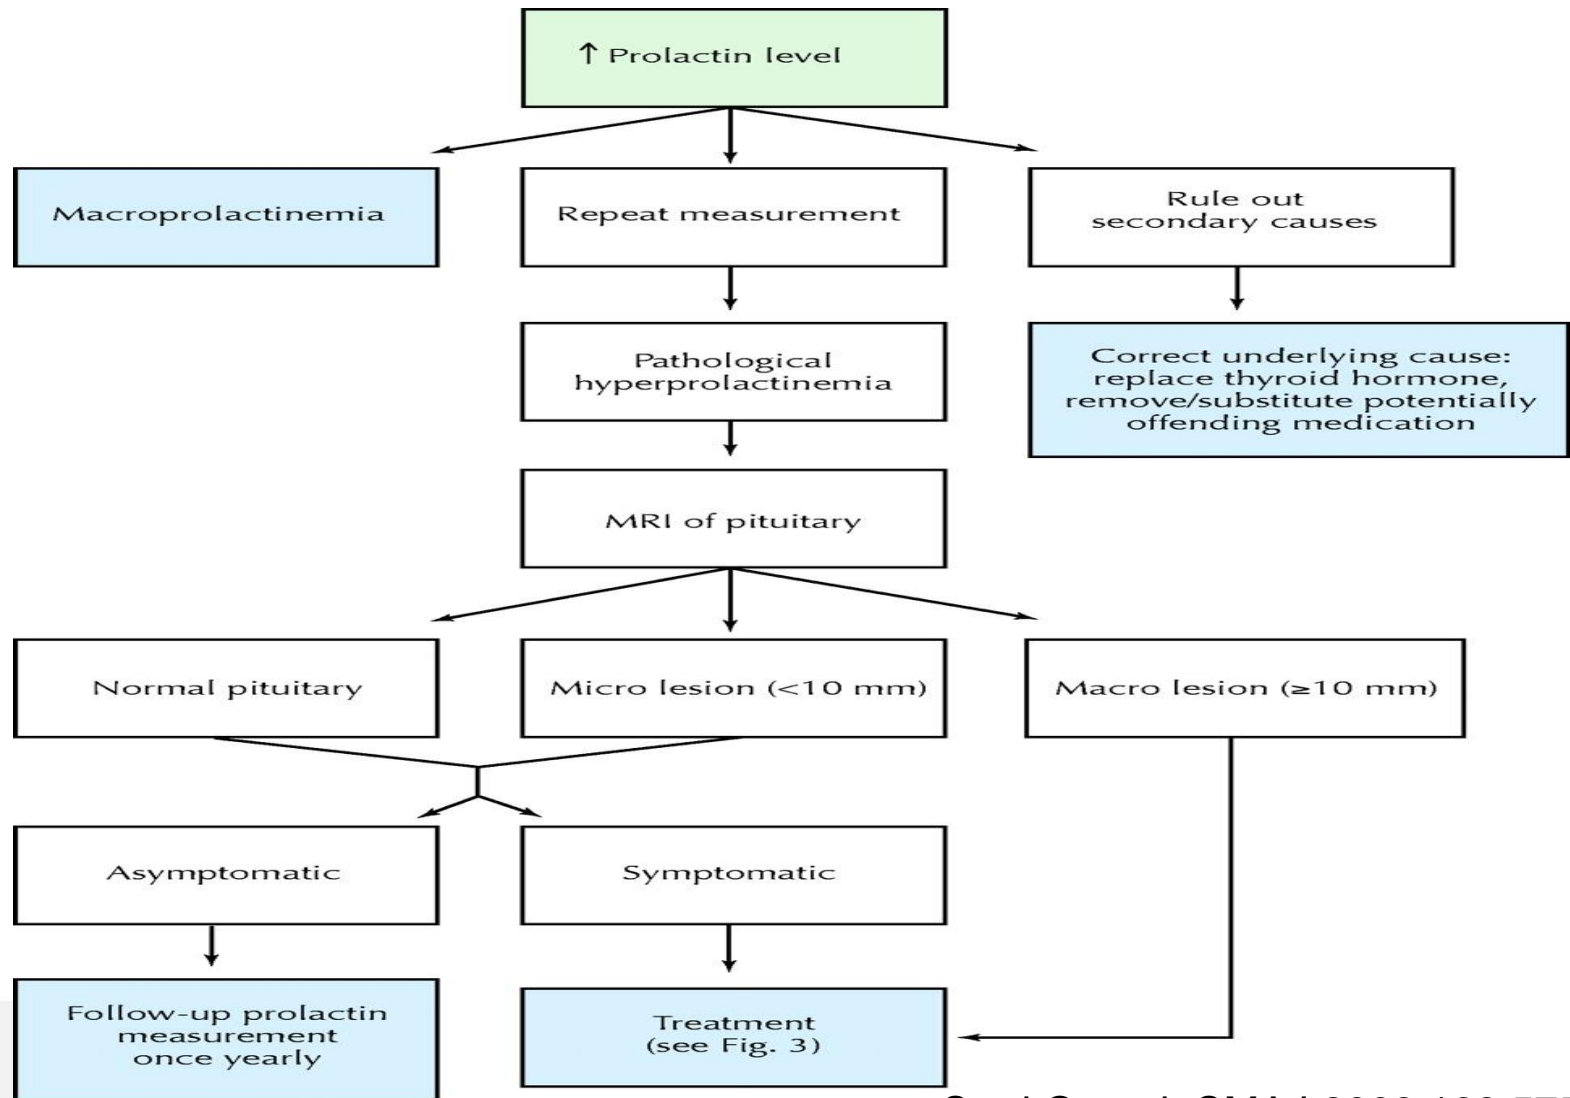 ↑ Prolactin level
Macroprolactinemia
Repeat measurement
Rule out
secondary causes
Pathological
hyperprolactinemia
Correct underlying cause:
replace thyroid hormone,
remove/substitute potentially
offending medication
MRI of pituitary
Normal pituitary
Micro lesion (<10 mm)
Macro lesion (≥10 mm)
Asymptomatic
Symptomatic
Follow-up prolactin
measurement
once yearly
Treatment
(see Fig. 3)